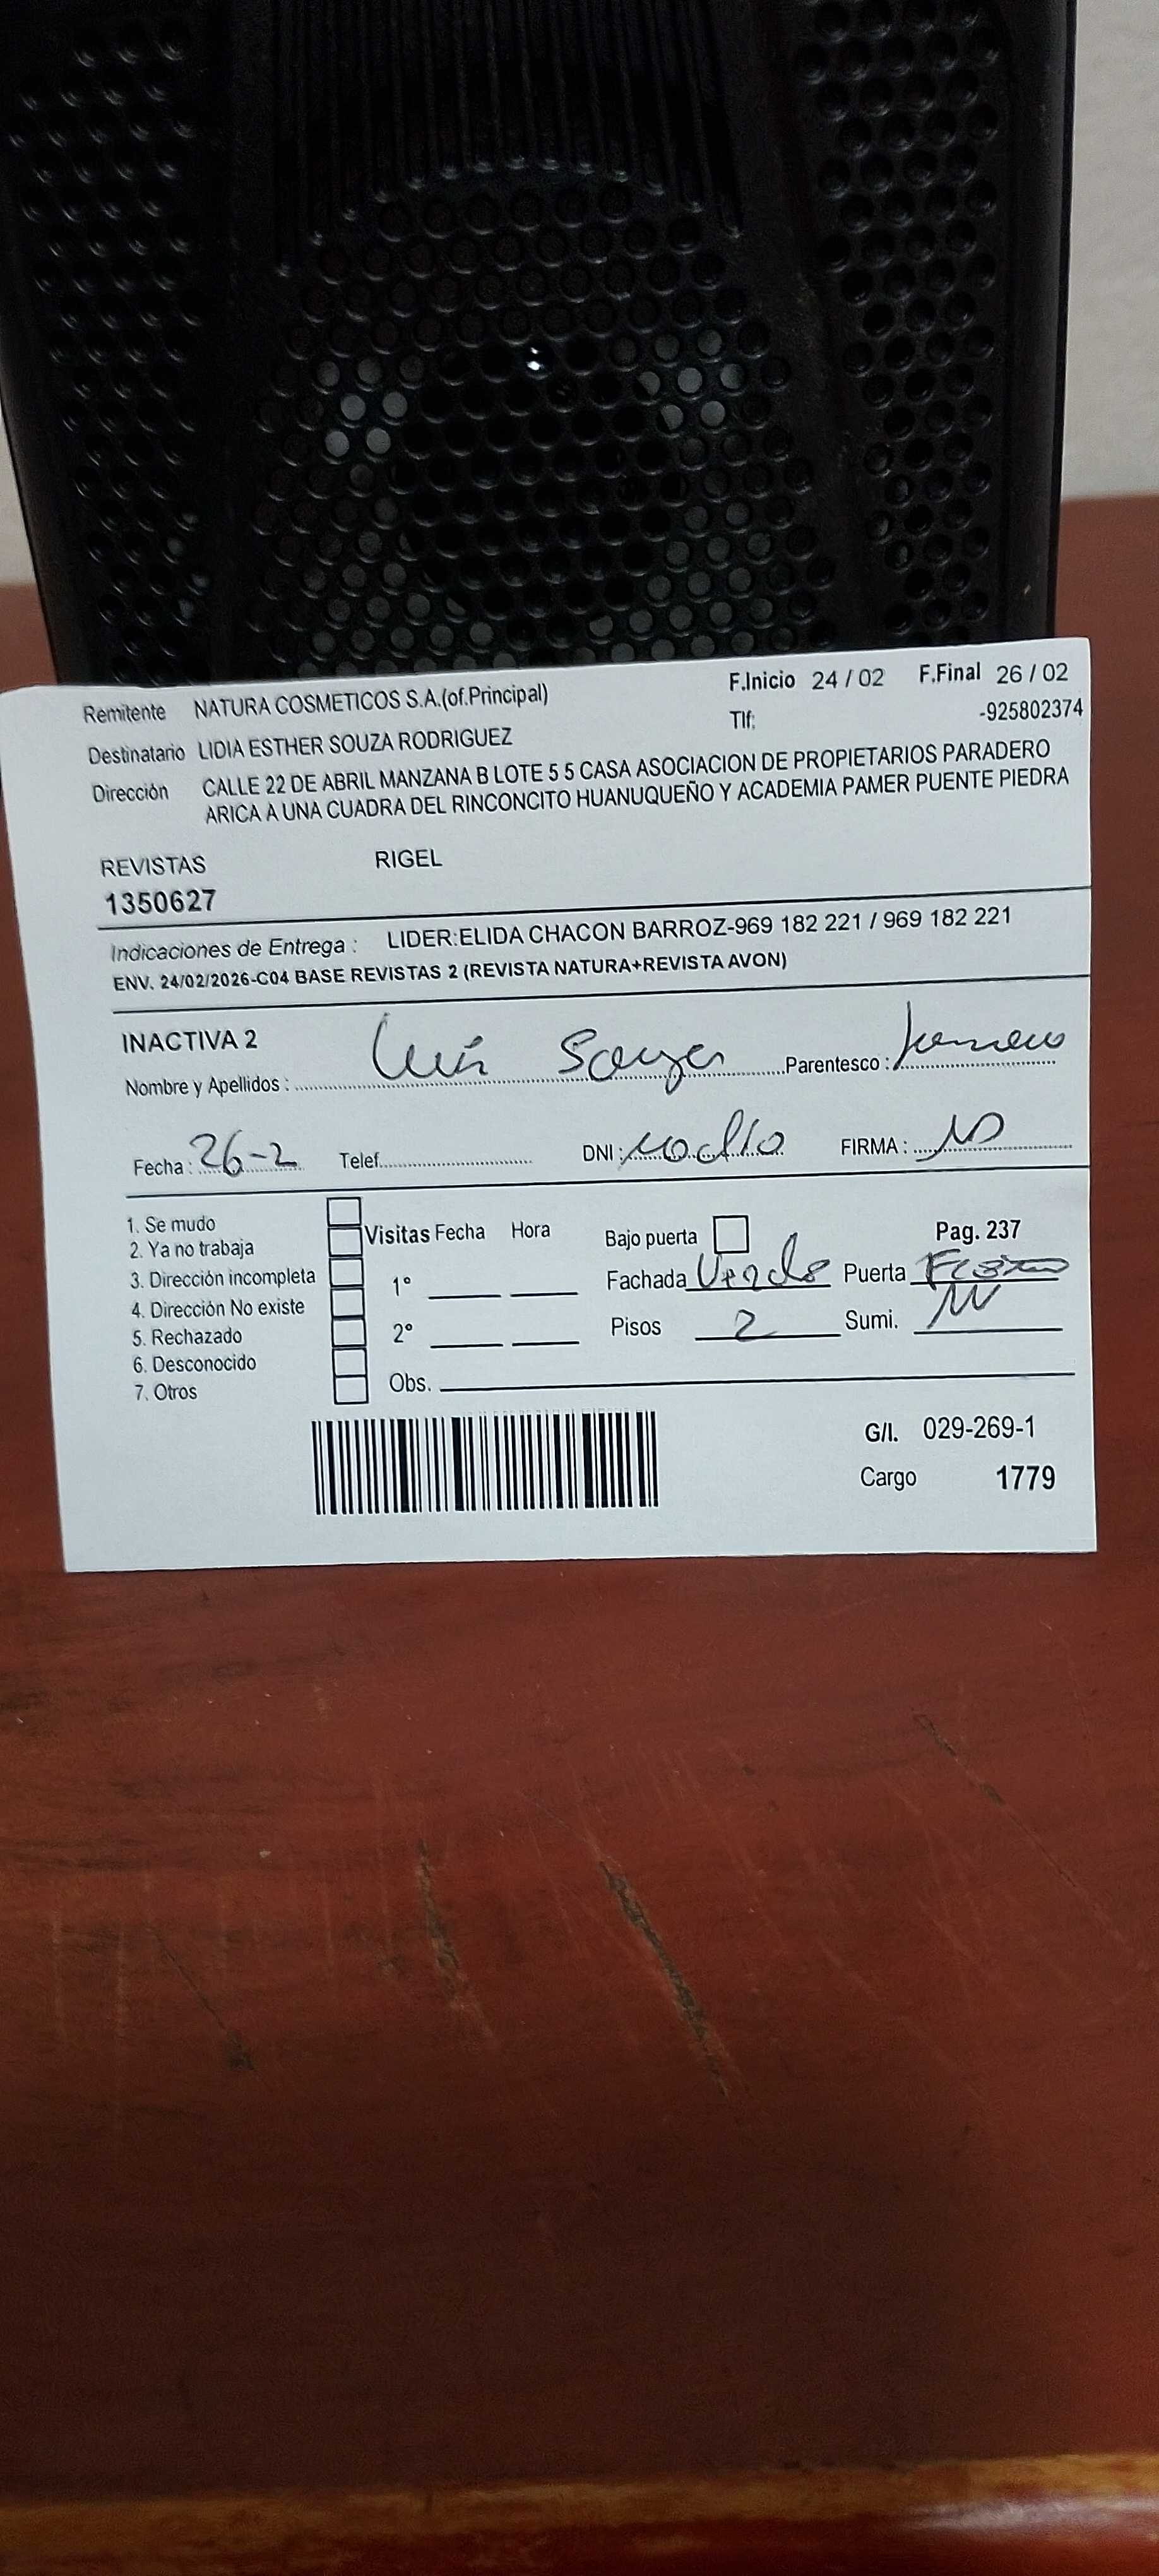 Remitente NATURA COSMETICOS S.A.(of.Principal) F.Inicio 24 / 02 F.Final 26 / 02
Tlf: -925802374
Destinatario LIDIA ESTHER SOUZA RODRIGUEZ
Dirección CALLE 22 DE ABRIL MANZANA B LOTE 5 5 CASA ASOCIACION DE PROPIETARIOS PARADERO
ARICA A UNA CUADRA DEL RINCONCITO HUANUQUEÑO Y ACADEMIA PAMER PUENTE PIEDRA
REVISTAS RIGEL
1350627
Indicaciones de Entrega : LIDER:ELIDA CHACON BARROZ-969 182 221 / 969 182 221
ENV. 24/02/2026-C04 BASE REVISTAS 2 (REVISTA NATURA+REVISTA AVON)
INACTIVA 2
Nombre y Apellidos : Luis Parentesco :
Fecha : 26-2 Telef. DNI : no dio FIRMA :
1. Se mudo
2. Ya no trabaja
3. Dirección incompleta
4. Dirección No existe
5. Rechazado
6. Desconocido
7. Otros
Visitas Fecha Hora
1°
2°
Obs.
Bajo puerta Pag. 237
Fachada Verde Puerta
Pisos 2 Sumi.
G/I. 029-269-1
Cargo 1779